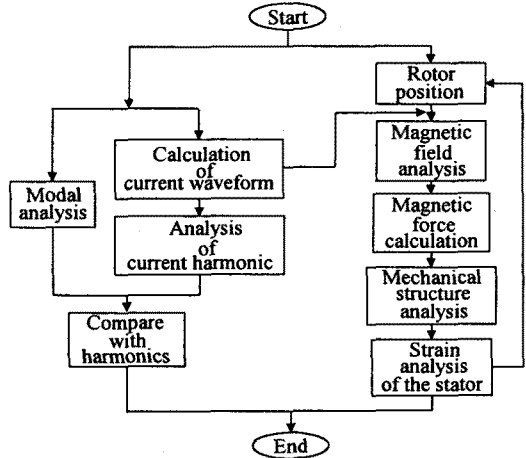 Start
Rotor
position
Calculation
of
current waveform
Magnetic
field
analysis
Modal
analysis
Analysis
of
current harmonic
Magnetic
force
calculation
Mechanical
structure
analysis
Compare
with
harmonics
Strain
analysis
of the stator
End